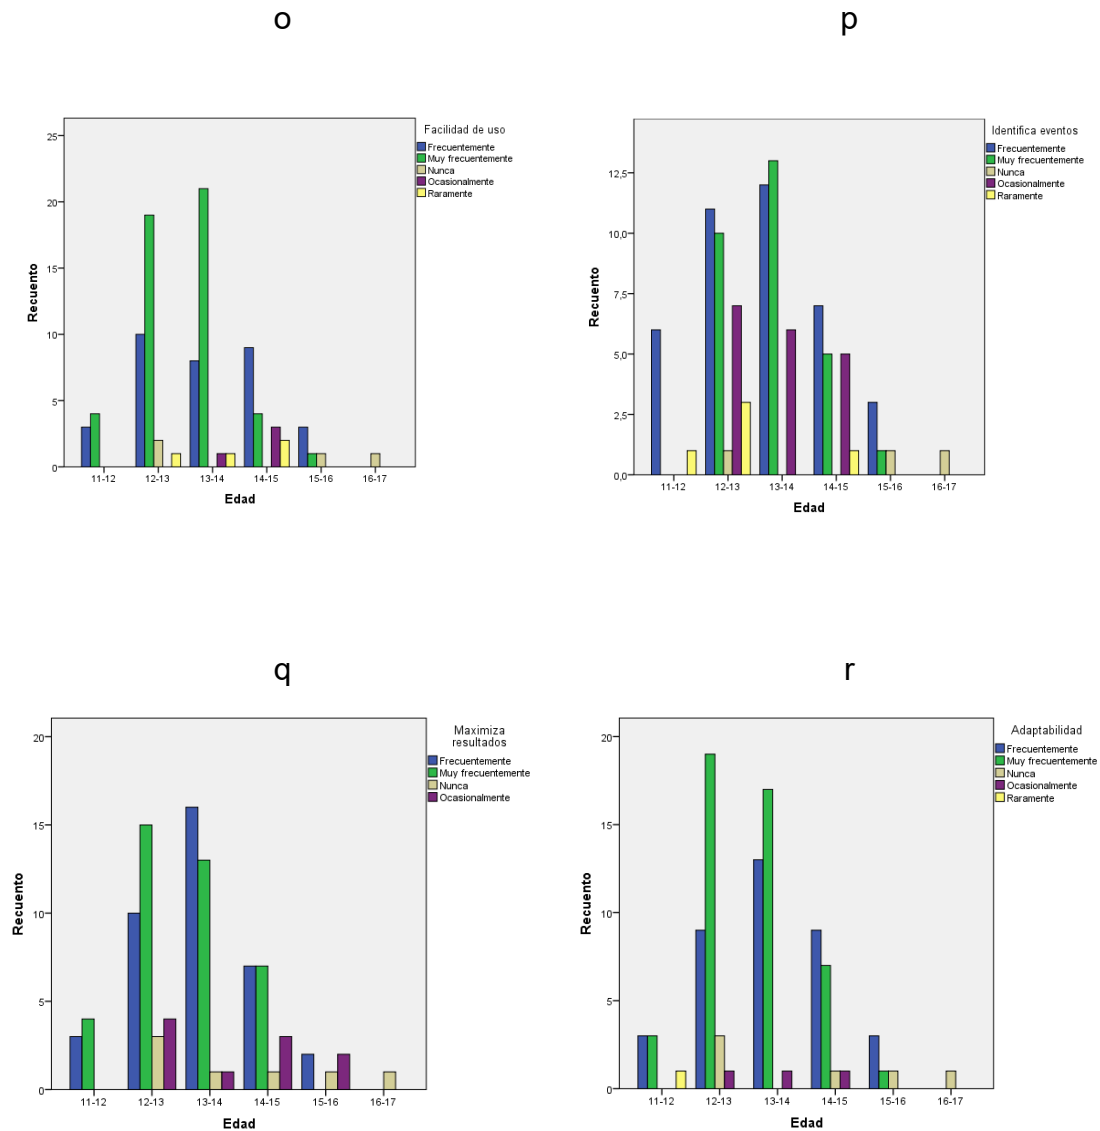 o
p
Facilidad de uso
Frecuentemente
Muy frecuentemente
Nunca
Ocasionalmente
Raramente
25
20
15
10
5
0
Recuento
11-12 12-13 13-14 14-15 15-16 16-17
Edad
Identifica eventos
Frecuentemente
Muy frecuentemente
Nunca
Ocasionalmente
Raramente
12,5
10,0
7,5
5,0
2,5
0,0
Recuento
11-12 12-13 13-14 14-15 15-16 16-17
Edad
q
r
Maximiza
resultados
Frecuentemente
Muy frecuentemente
Nunca
Ocasionalmente
20
15
10
5
0
Recuento
11-12 12-13 13-14 14-15 15-16 16-17
Edad
Adaptabilidad
Frecuentemente
Muy frecuentemente
Nunca
Ocasionalmente
Raramente
20
15
10
5
0
Recuento
11-12 12-13 13-14 14-15 15-16 16-17
Edad